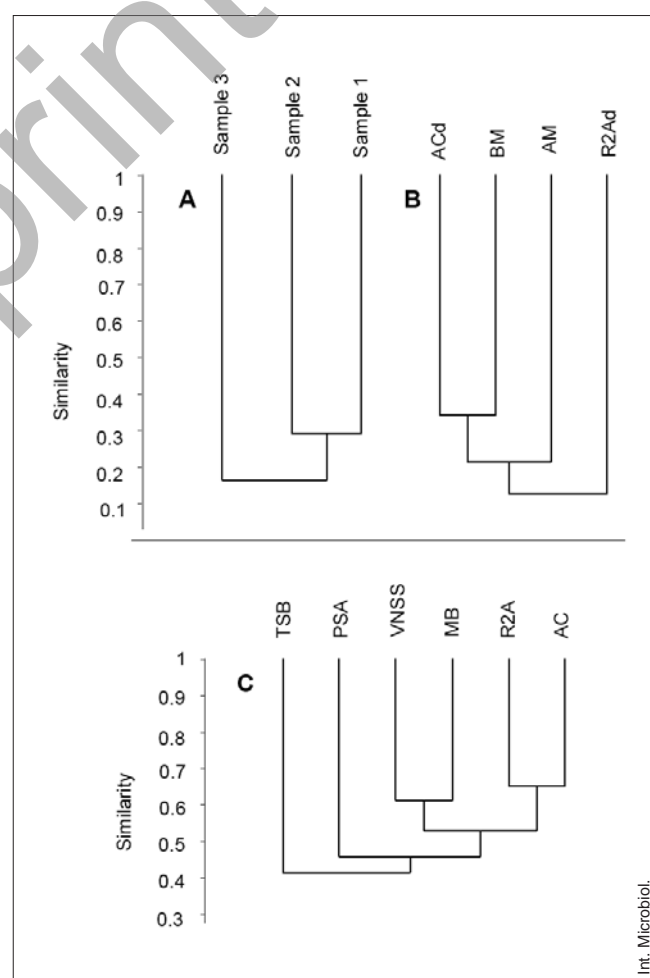 print
Sample 3
Sample 2
Sample 1
ACd
BM
AM
R2Ad
A
B
Similarity
1
0.9
0.8
0.7
0.6
0.5
0.4
0.3
0.2
0.1
TSB
PSA
VNSS
MB
R2A
AC
C
Similarity
1
0.9
0.8
0.7
0.6
0.5
0.4
0.3
Int. Microbiol.